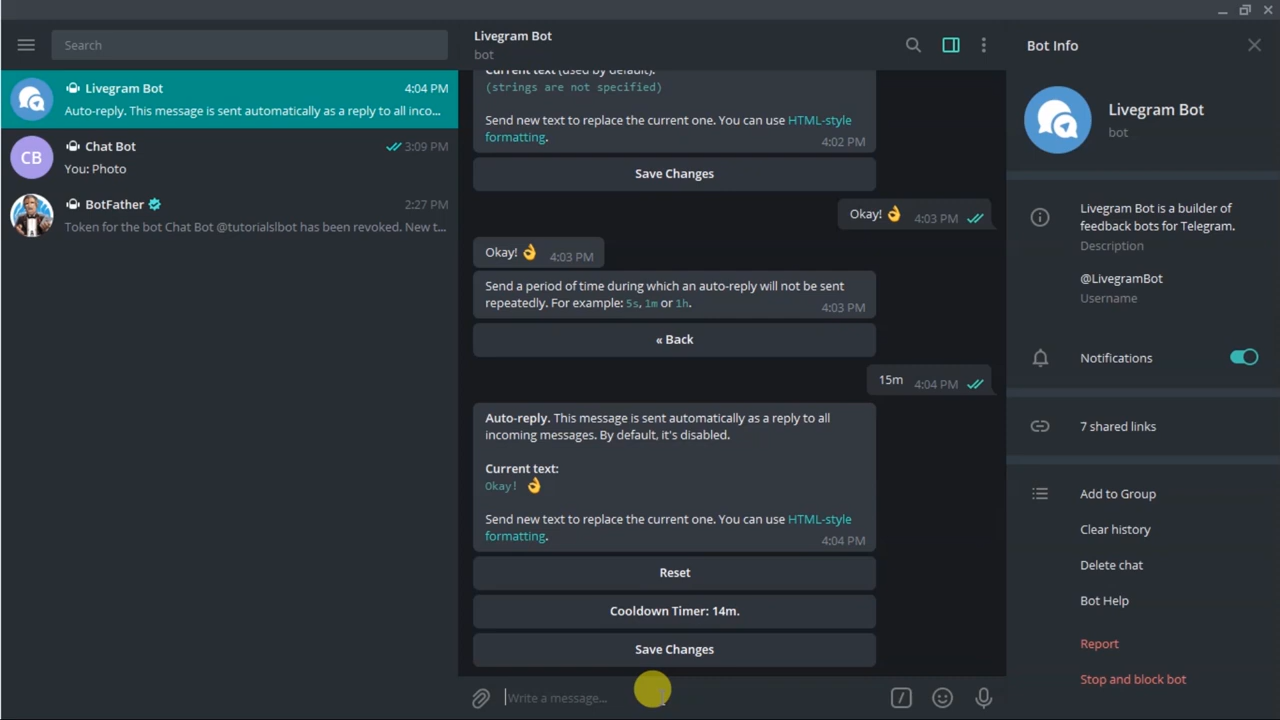 Search
Livegram Bot
4:04 PM
Auto-reply. This message is sent automatically as a reply to all inco...
CB
Chat Bot
3:09 PM
You: Photo
BotFather
2:27 PM
Token for the bot Chat Bot @tutorialslbot has been revoked. New t...
Livegram Bot
bot
Current text (used by default):
(strings are not specified)
Send new text to replace the current one. You can use HTML-style
formatting.
4:02 PM
Save Changes
Okay! 👌 4:03 PM
Okay! 👌 4:03 PM
Send a period of time during which an auto-reply will not be sent
repeatedly. For example: 5s, 1m or 1h.
4:03 PM
« Back
15m 4:04 PM
Auto-reply. This message is sent automatically as a reply to all
incoming messages. By default, it's disabled.
Current text:
Okay! 👌
Send new text to replace the current one. You can use HTML-style
formatting.
4:04 PM
Reset
Cooldown Timer: 14m.
Save Changes
Write a message...
Bot Info
Livegram Bot
bot
Livegram Bot is a builder of
feedback bots for Telegram.
Description
@LivegramBot
Username
Notifications
7 shared links
Add to Group
Clear history
Delete chat
Bot Help
Report
Stop and block bot